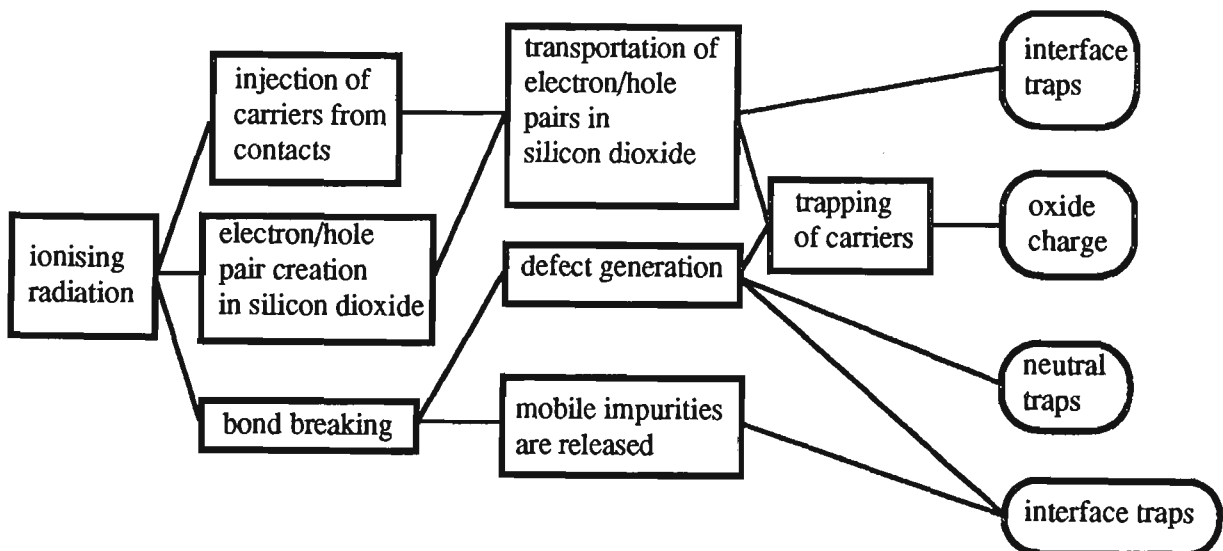 ionising
radiation
injection of
carriers from
contacts
electron/hole
pair creation
in silicon dioxide
bond breaking
transportation of
electron/hole
pairs in
silicon dioxide
defect generation
mobile impurities
are released
trapping
of carriers
interface
traps
oxide
charge
neutral
traps
interface traps